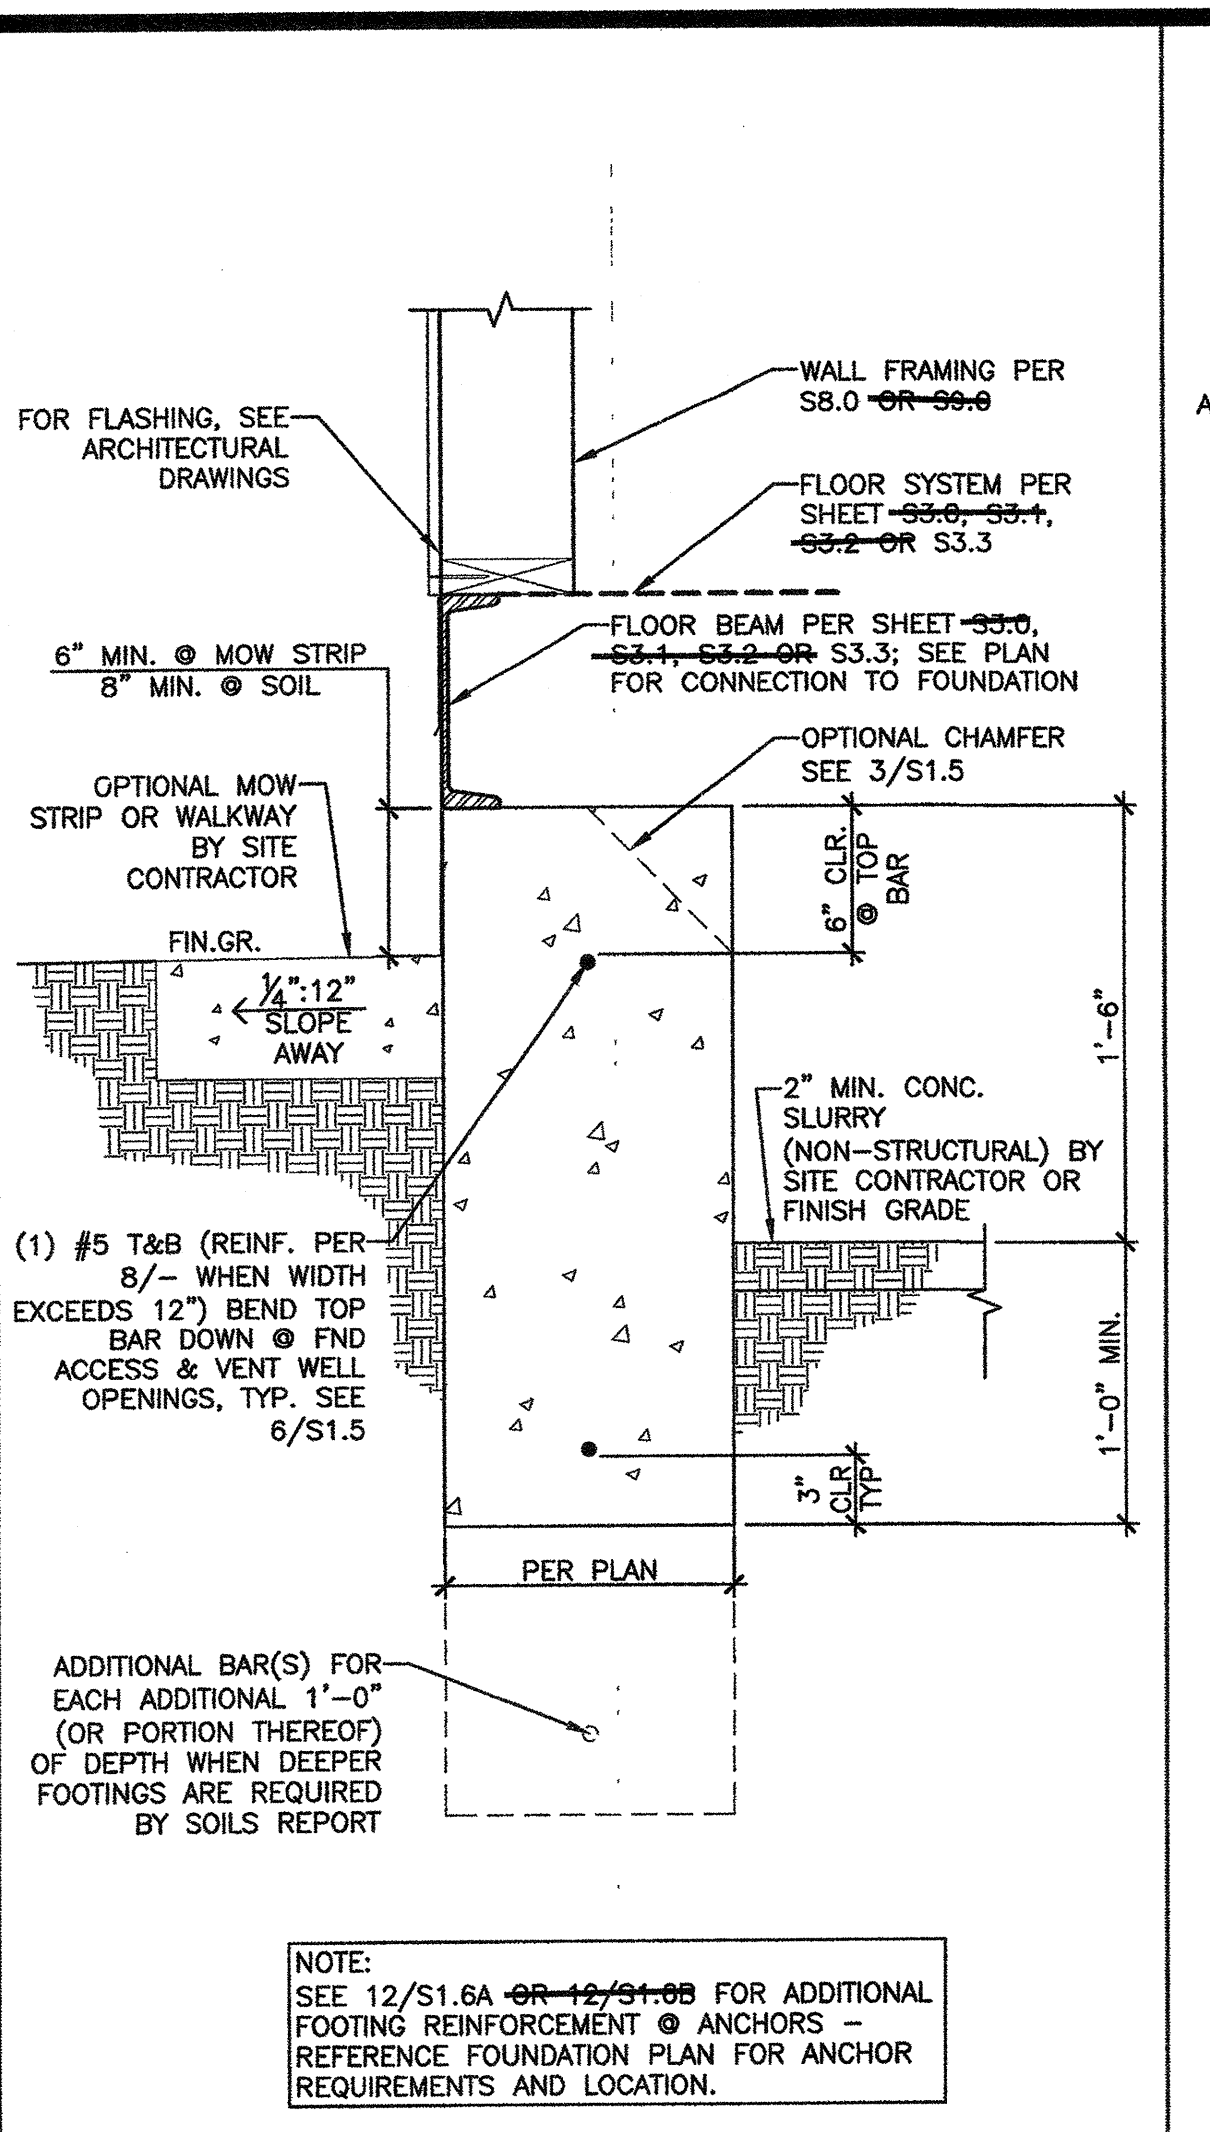 WALL FRAMING PER
S8.0 OR S9.0
A
FOR FLASHING, SEE
ARCHITECTURAL
DRAWINGS
FLOOR SYSTEM PER
SHEET S3.0, S3.1,
S3.2 OR S3.3
FLOOR BEAM PER SHEET S3.0,
S3.1, S3.2 OR S3.3; SEE PLAN
FOR CONNECTION TO FOUNDATION
6" MIN. @ MOW STRIP
8" MIN. @ SOIL
OPTIONAL CHAMFER
SEE 3/S1.5
OPTIONAL MOW
STRIP OR WALKWAY
BY SITE
CONTRACTOR
6" CLR.
@ TOP
BAR
FIN.GR.
1/4":12"
SLOPE
AWAY
1'-6"
2" MIN. CONC.
SLURRY
(NON-STRUCTURAL) BY
SITE CONTRACTOR OR
FINISH GRADE
(1) #5 T&B (REINF. PER
8/- WHEN WIDTH
EXCEEDS 12") BEND TOP
BAR DOWN @ FND
ACCESS & VENT WELL
OPENINGS, TYP. SEE
6/S1.5
1'-0" MIN.
3"
CLR
TYP
PER PLAN
ADDITIONAL BAR(S) FOR
EACH ADDITIONAL 1'-0"
(OR PORTION THEREOF)
OF DEPTH WHEN DEEPER
FOOTINGS ARE REQUIRED
BY SOILS REPORT
NOTE:
SEE 12/S1.6A OR 12/S1.6B FOR ADDITIONAL
FOOTING REINFORCEMENT @ ANCHORS -
REFERENCE FOUNDATION PLAN FOR ANCHOR
REQUIREMENTS AND LOCATION.